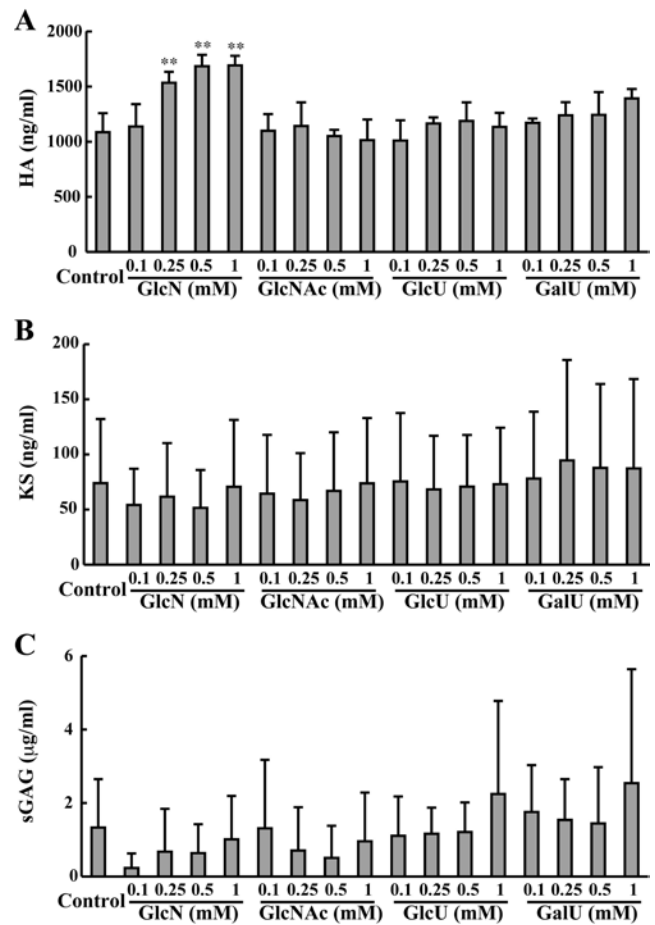 A
2000
1500
1000
500
0
HA (ng/ml)
** ** **
0.1 0.25 0.5 1 0.1 0.25 0.5 1 0.1 0.25 0.5 1 0.1 0.25 0.5 1
Control GlcN (mM) GlcNAc (mM) GlcU (mM) GalU (mM)
B
200
150
100
50
0
KS (ng/ml)
0.1 0.25 0.5 1 0.1 0.25 0.5 1 0.1 0.25 0.5 1 0.1 0.25 0.5 1
Control GlcN (mM) GlcNAc (mM) GlcU (mM) GalU (mM)
C
6
4
2
0
sGAG (μg/ml)
0.1 0.25 0.5 1 0.1 0.25 0.5 1 0.1 0.25 0.5 1 0.1 0.25 0.5 1
Control GlcN (mM) GlcNAc (mM) GlcU (mM) GalU (mM)